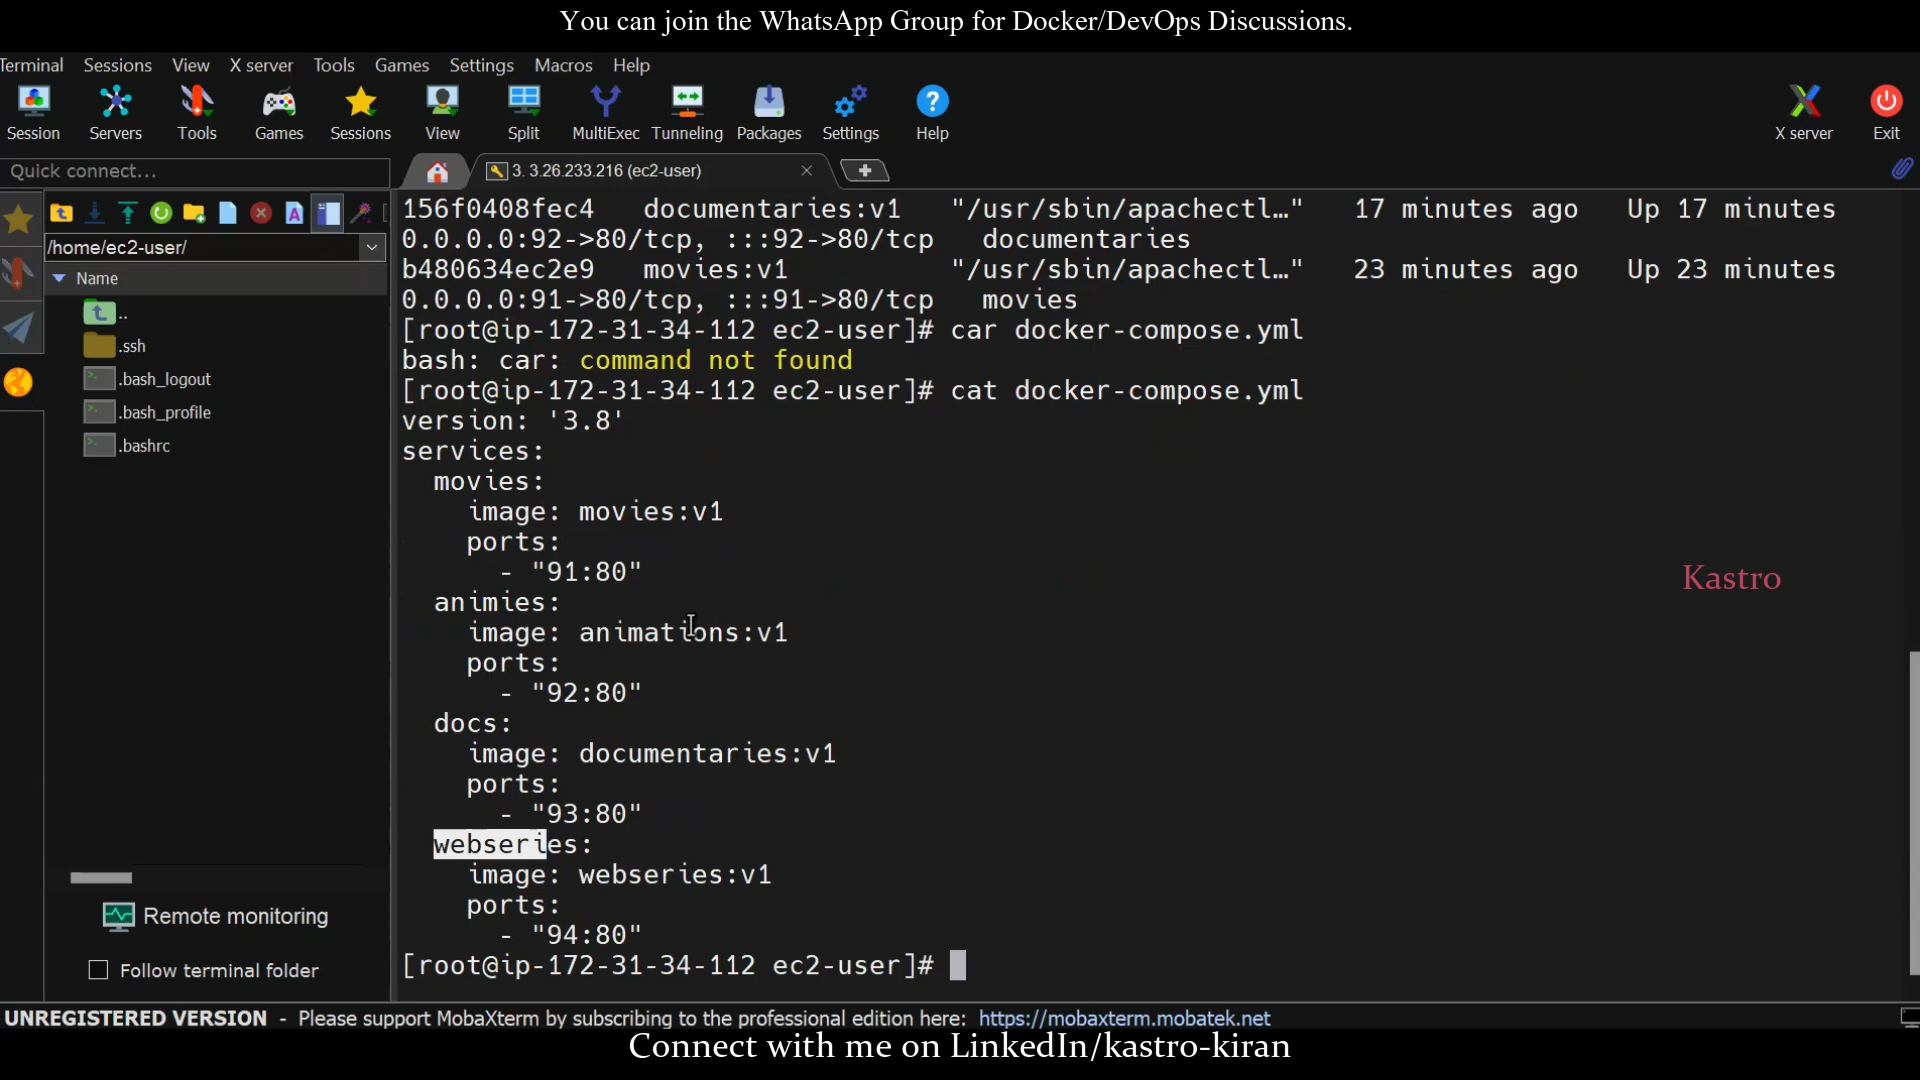 You can join the WhatsApp Group for Docker/DevOps Discussions.
Terminal Sessions View X server Tools Games Settings Macros Help
Session Servers Tools Games Sessions View Split MultiExec Tunneling Packages Settings Help X server Exit
Quick connect...
3. 3.26.233.216 (ec2-user)
/home/ec2-user/
Name
..
.ssh
.bash_logout
.bash_profile
.bashrc
Remote monitoring
Follow terminal folder
156f0408fec4 documentaries:v1 "/usr/sbin/apachectl…" 17 minutes ago Up 17 minutes
0.0.0.0:92->80/tcp, :::92->80/tcp documentaries
b480634ec2e9 movies:v1 "/usr/sbin/apachectl…" 23 minutes ago Up 23 minutes
0.0.0.0:91->80/tcp, :::91->80/tcp movies
[root@ip-172-31-34-112 ec2-user]# car docker-compose.yml
bash: car: command not found
[root@ip-172-31-34-112 ec2-user]# cat docker-compose.yml
version: '3.8'
services:
movies:
image: movies:v1
ports:
- "91:80"
animies:
image: animations:v1
ports:
- "92:80"
docs:
image: documentaries:v1
ports:
- "93:80"
webseries:
image: webseries:v1
ports:
- "94:80"
[root@ip-172-31-34-112 ec2-user]#
Kastro
UNREGISTERED VERSION - Please support MobaXterm by subscribing to the professional edition here: https://mobaxterm.mobatek.net
Connect with me on LinkedIn/kastro-kiran